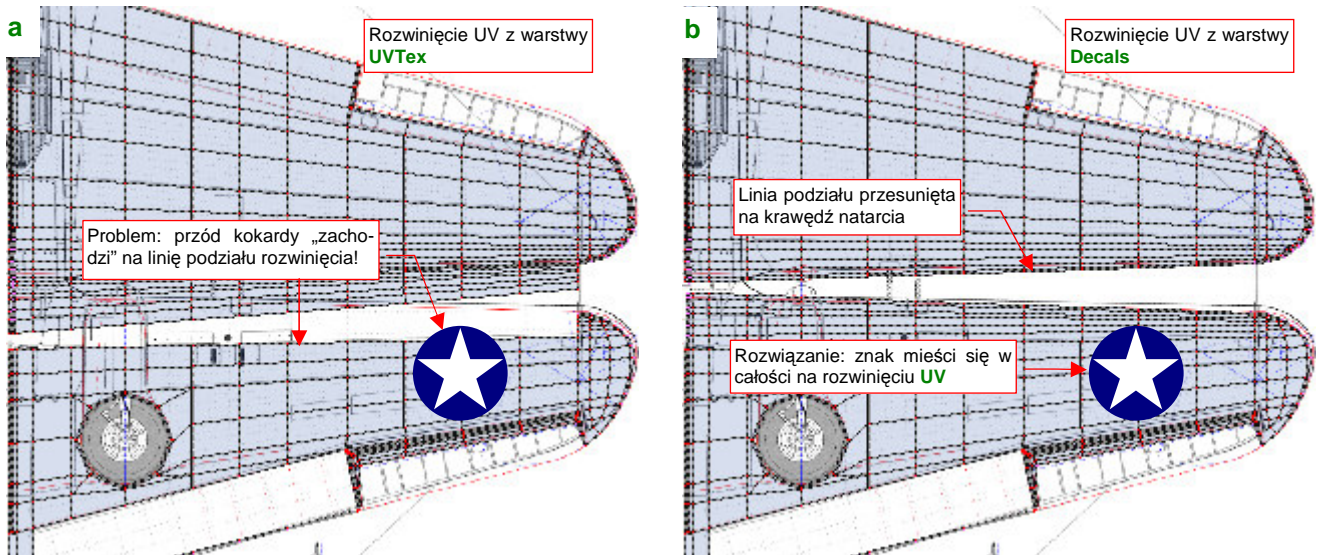 a
Rozwinięcie UV z warstwy
UVTex
Problem: przód kokardy „zacho-
dzi” na linię podziału rozwinięcia!
b
Rozwinięcie UV z warstwy
Decals
Linia podziału przesunięta
na krawędź natarcia
Rozwiązanie: znak mieści się w
całości na rozwinięciu UV